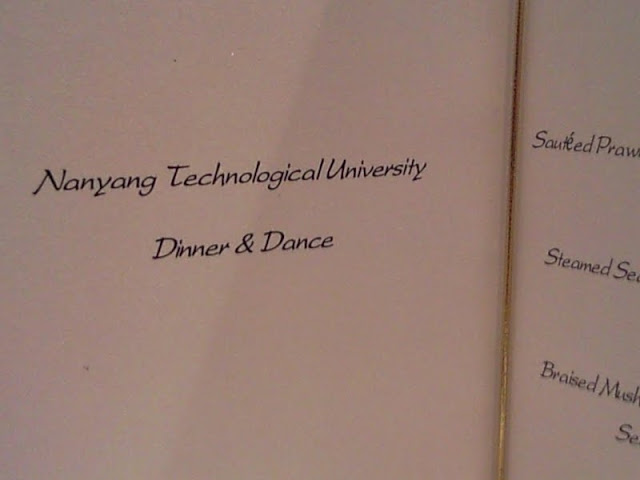 Nanyang Technological University
Dinner & Dance
Sautéed
Steamed
Braised